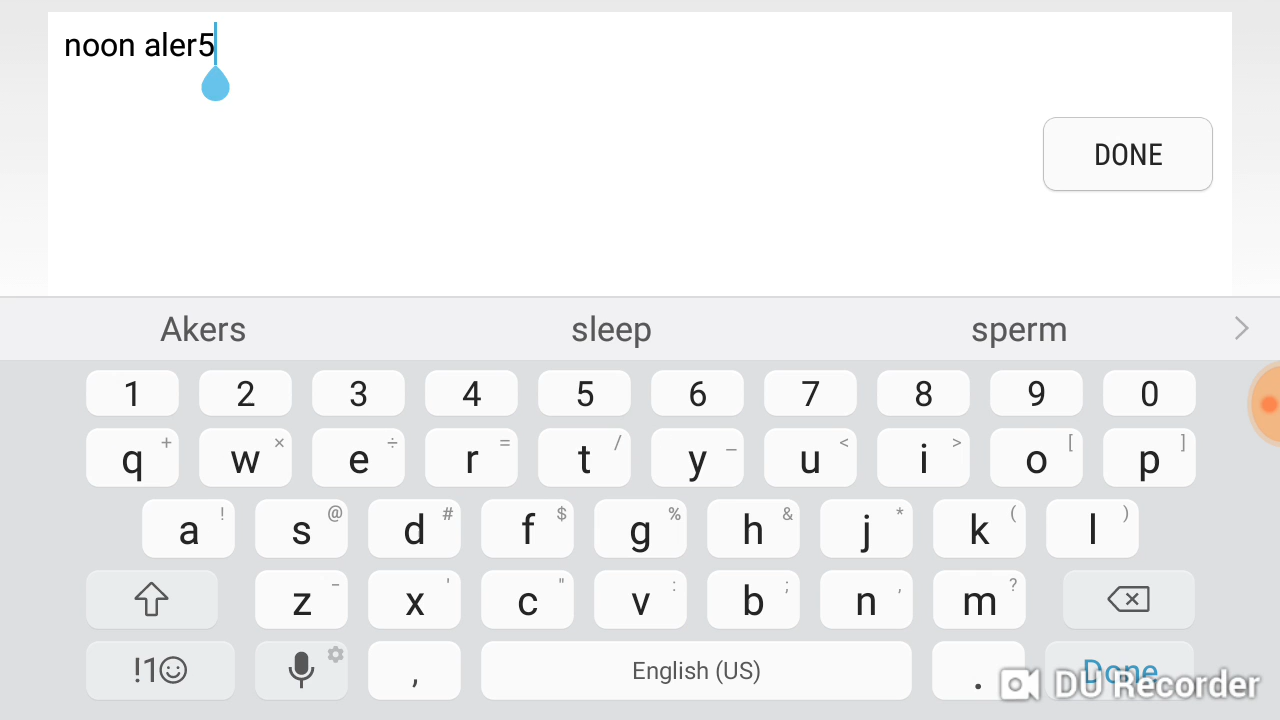 noon aler5
DONE
Akers sleep sperm
1 2 3 4 5 6 7 8 9 0
q + w × e ÷ r = t / y _ u < i > o [ p ]
a ! s @ d # f $ g % h & j * k ( l )
z - x ' c " v : b ; n , m ?
!1☺ , English (US) . Done
DU Recorder